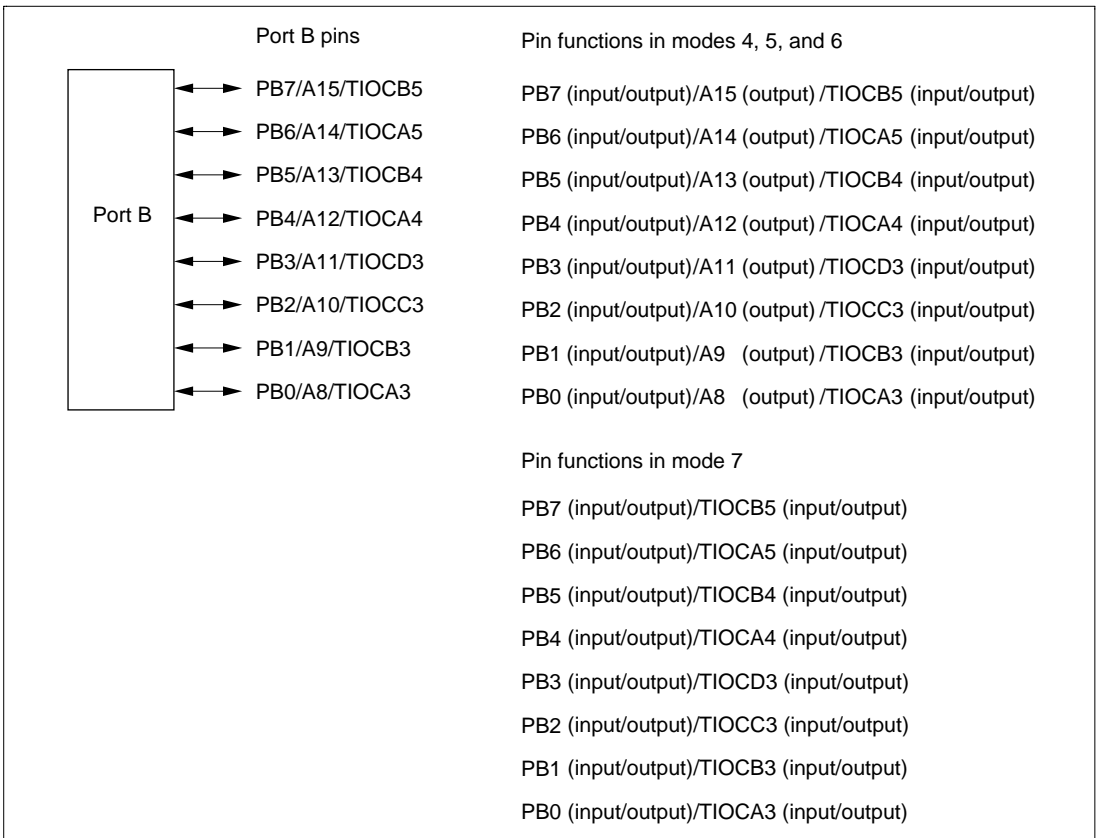 Port B pins
Port B
PB7/A15/TIOCB5
PB6/A14/TIOCA5
PB5/A13/TIOCB4
PB4/A12/TIOCA4
PB3/A11/TIOCD3
PB2/A10/TIOCC3
PB1/A9/TIOCB3
PB0/A8/TIOCA3
Pin functions in modes 4, 5, and 6
PB7 (input/output)/A15 (output) /TIOCB5 (input/output)
PB6 (input/output)/A14 (output) /TIOCA5 (input/output)
PB5 (input/output)/A13 (output) /TIOCB4 (input/output)
PB4 (input/output)/A12 (output) /TIOCA4 (input/output)
PB3 (input/output)/A11 (output) /TIOCD3 (input/output)
PB2 (input/output)/A10 (output) /TIOCC3 (input/output)
PB1 (input/output)/A9 (output) /TIOCB3 (input/output)
PB0 (input/output)/A8 (output) /TIOCA3 (input/output)
Pin functions in mode 7
PB7 (input/output)/TIOCB5 (input/output)
PB6 (input/output)/TIOCA5 (input/output)
PB5 (input/output)/TIOCB4 (input/output)
PB4 (input/output)/TIOCA4 (input/output)
PB3 (input/output)/TIOCD3 (input/output)
PB2 (input/output)/TIOCC3 (input/output)
PB1 (input/output)/TIOCB3 (input/output)
PB0 (input/output)/TIOCA3 (input/output)